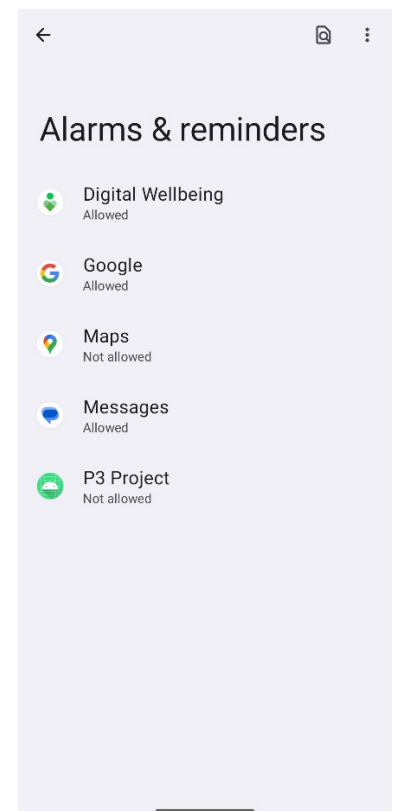 Alarms & reminders
Digital Wellbeing
Allowed
Google
Allowed
Maps
Not allowed
Messages
Allowed
P3 Project
Not allowed